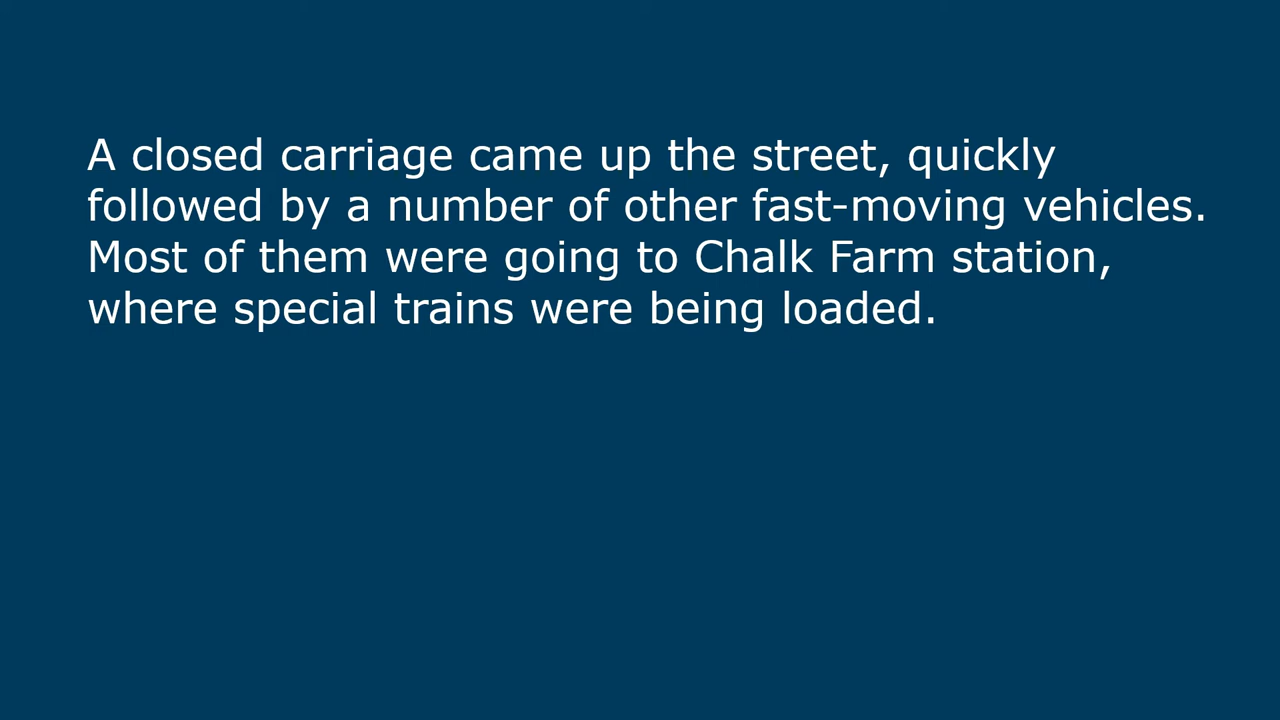 A closed carriage came up the street, quickly
followed by a number of other fast-moving vehicles.
Most of them were going to Chalk Farm station,
where special trains were being loaded.